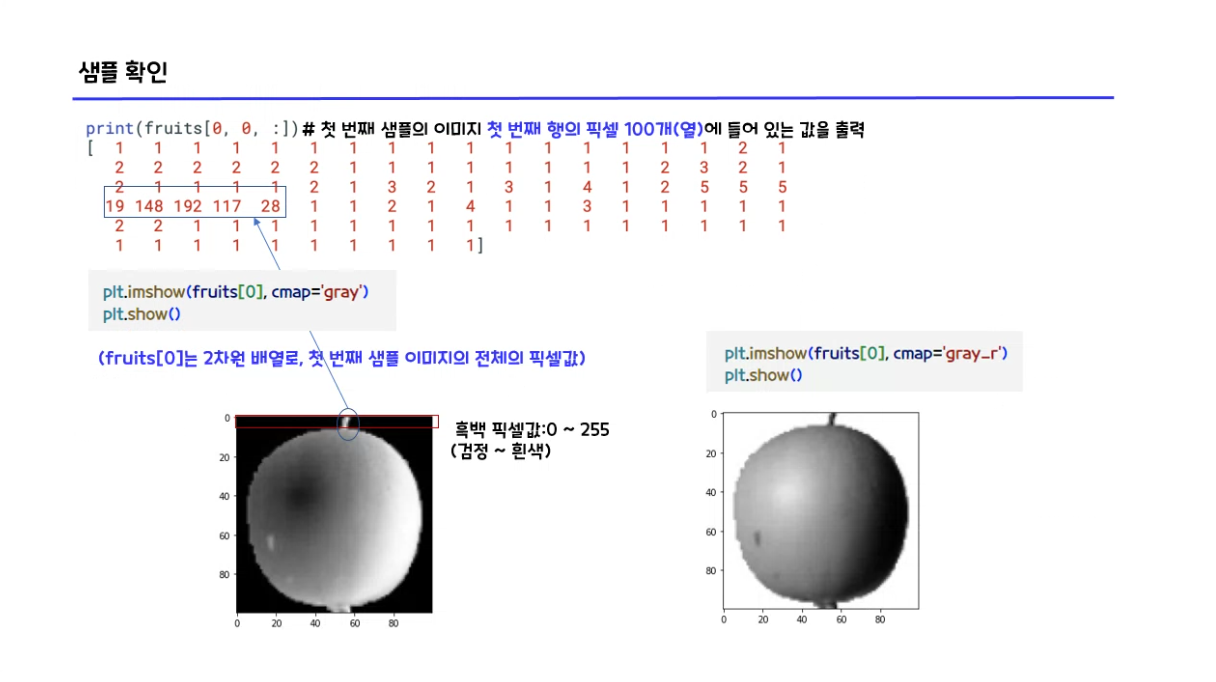 샘플 확인
print(fruits[0, 0, :]) # 첫 번째 샘플의 이미지 첫 번째 행의 픽셀 100개(열)에 들어 있는 값을 출력
[ 1 1 1 1 1 1 1 1 1 1 1 1 1 1 1 1 2 1
2 2 2 2 2 2 1 1 1 1 1 1 1 1 2 3 2 1
2 1 1 1 1 2 1 3 2 1 3 1 4 1 2 5 5 5
19 148 192 117 28 1 1 2 1 4 1 1 3 1 1 1 1 1
2 2 1 1 1 1 1 1 1 1 1 1 1 1 1 1 1 1
1 1 1 1 1 1 1 1 1 1]
plt.imshow(fruits[0], cmap='gray')
plt.show()
(fruits[0]는 2차원 배열로, 첫 번째 샘플 이미지의 전체의 픽셀값)
plt.imshow(fruits[0], cmap='gray_r')
plt.show()
흑백 픽셀값:0 ~ 255
(검정 ~ 흰색)
0
20
40
60
80
0 20 40 60 80
0
20
40
60
80
0 20 40 60 80